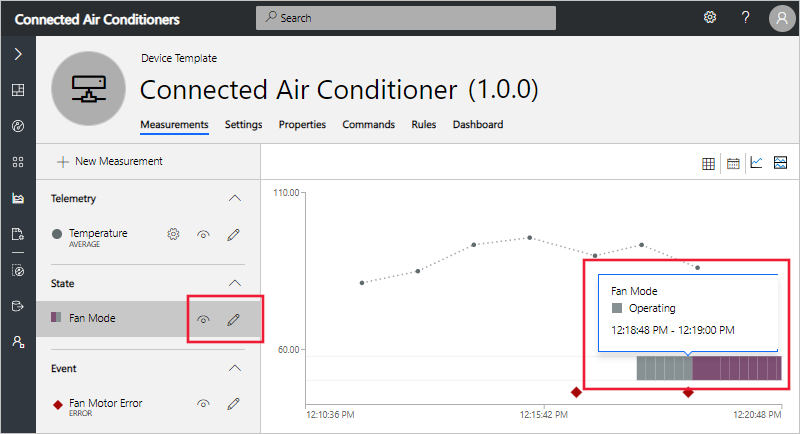 Connected Air Conditioners
Search
?
Device Template
Connected Air Conditioner (1.0.0)
Measurements Settings Properties Commands Rules Dashboard
+ New Measurement
Telemetry
Temperature
AVERAGE
State
Fan Mode
Event
Fan Motor Error
ERROR
110.00
Fan Mode
Operating
12:18:48 PM - 12:19:00 PM
60.00
12:10:36 PM 12:15:42 PM 12:20:48 PM